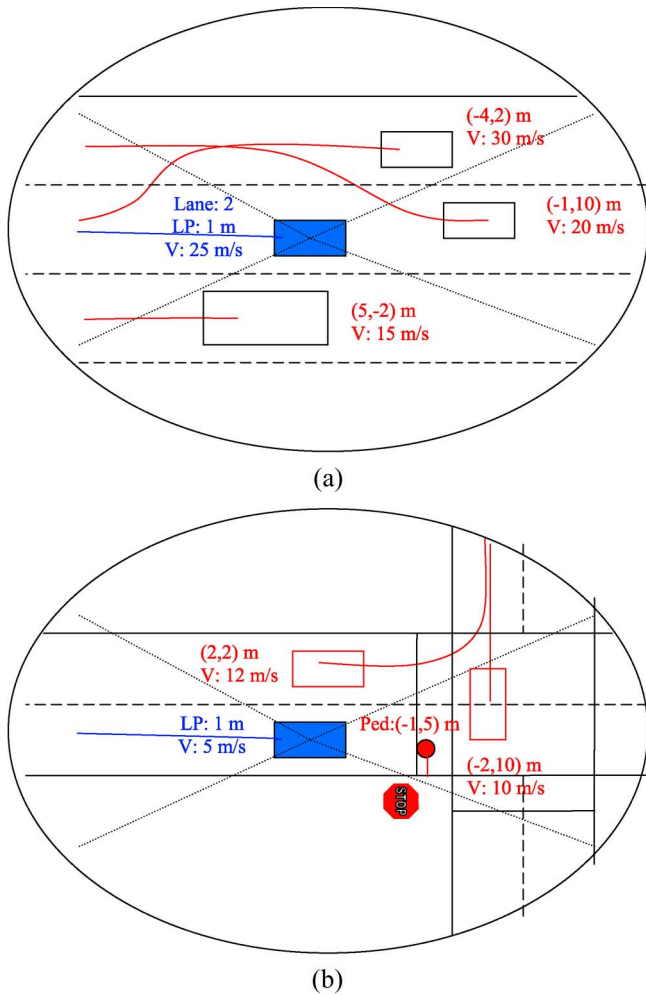 (-4,2) m
V: 30 m/s
Lane: 2
LP: 1 m
V: 25 m/s
(-1,10) m
V: 20 m/s
(5,-2) m
V: 15 m/s
(a)
(2,2) m
V: 12 m/s
LP: 1 m
V: 5 m/s
Ped:(-1,5) m
(-2,10) m
V: 10 m/s
STOP
(b)